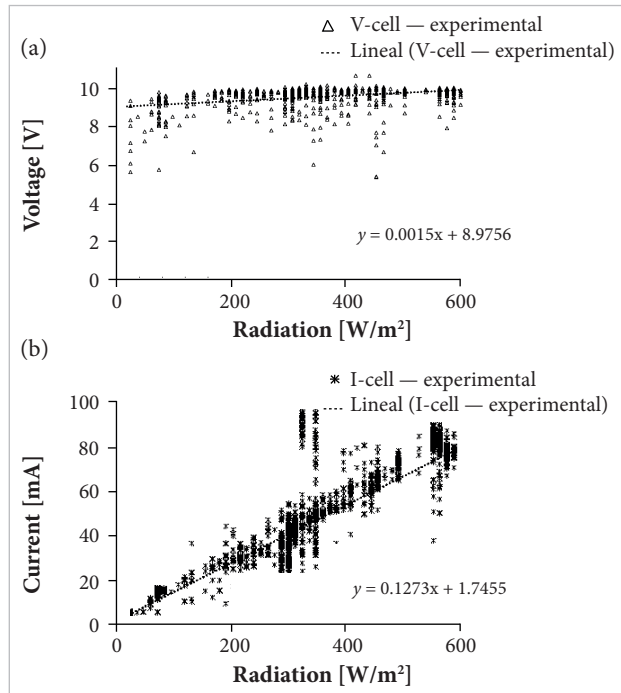 (a)
△ V-cell — experimental
Lineal (V-cell — experimental)
10
10
8
6
4
2
0
Voltage [V]
y = 0.0015x + 8.9756
0 200 400 600
Radiation [W/m²]
(b)
I-cell — experimental
Lineal (I-cell — experimental)
100
80
60
40
20
0
Current [mA]
y = 0.1273x + 1.7455
0 200 400 600
Radiation [W/m²]